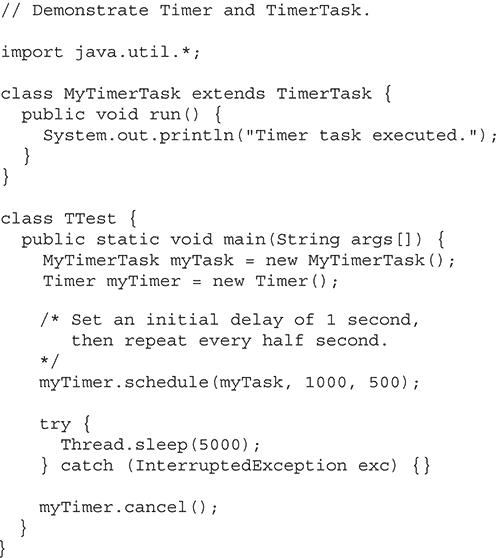 // Demonstrate Timer and TimerTask.
import java.util.*;
class MyTimerTask extends TimerTask {
public void run() {
System.out.println("Timer task executed.");
}
}
class TTest {
public static void main(String args[]) {
MyTimerTask myTask = new MyTimerTask();
Timer myTimer = new Timer();
/* Set an initial delay of 1 second,
then repeat every half second.
*/
myTimer.schedule(myTask, 1000, 500);
try {
Thread.sleep(5000);
} catch (InterruptedException exc) {}
myTimer.cancel();
}
}